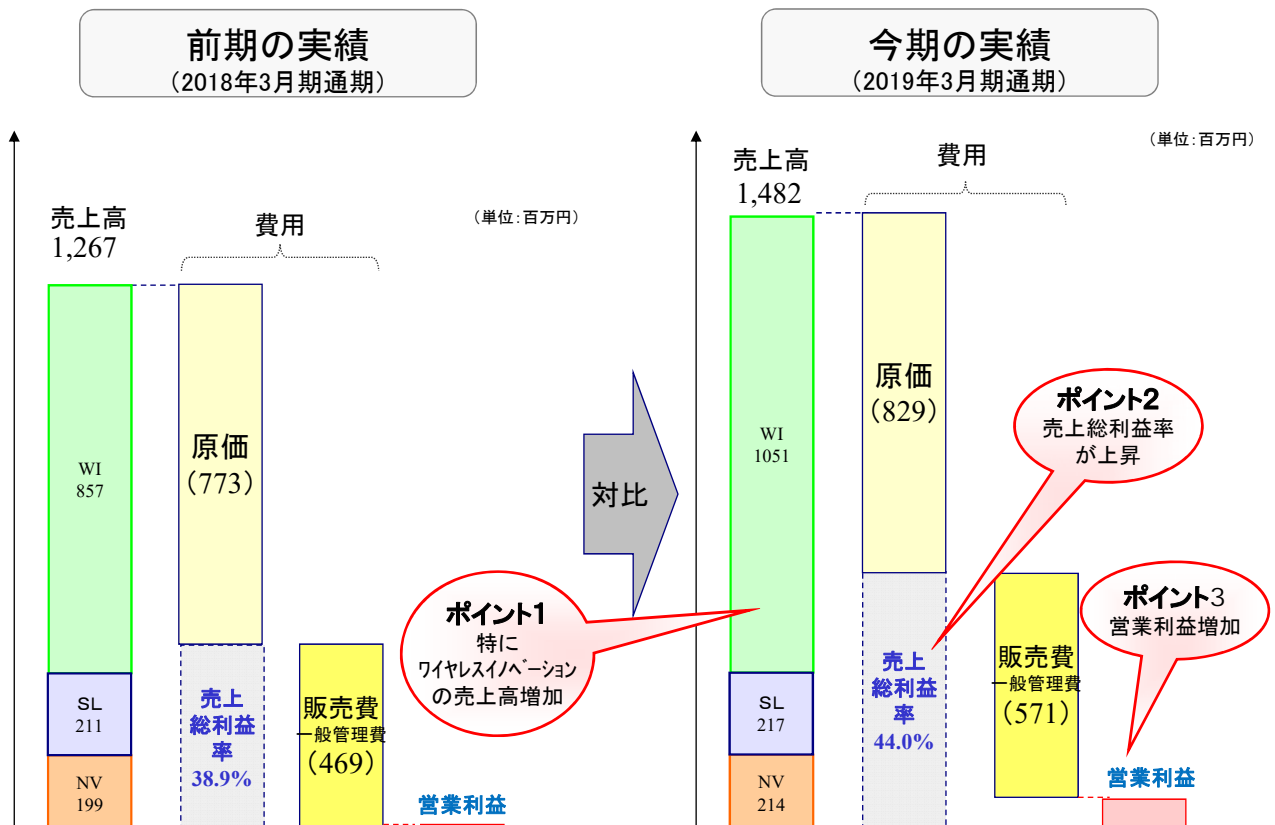 前期の実績
(2018年3月期通期)
売上高
1,267
費用
(単位:百万円)
WI
857
SL
211
NV
199
原価
(773)
売上
総利益
率
38.9%
販売費
一般管理費
(469)
営業利益
対比
ポイント1
特に
ワイヤレスイノベーション
の売上高増加
今期の実績
(2019年3月期通期)
(単位:百万円)
売上高
1,482
費用
WI
1051
SL
217
NV
214
原価
(829)
売上
総利益
率
44.0%
販売費
一般管理費
(571)
営業利益
ポイント2
売上総利益率
が上昇
ポイント3
営業利益増加